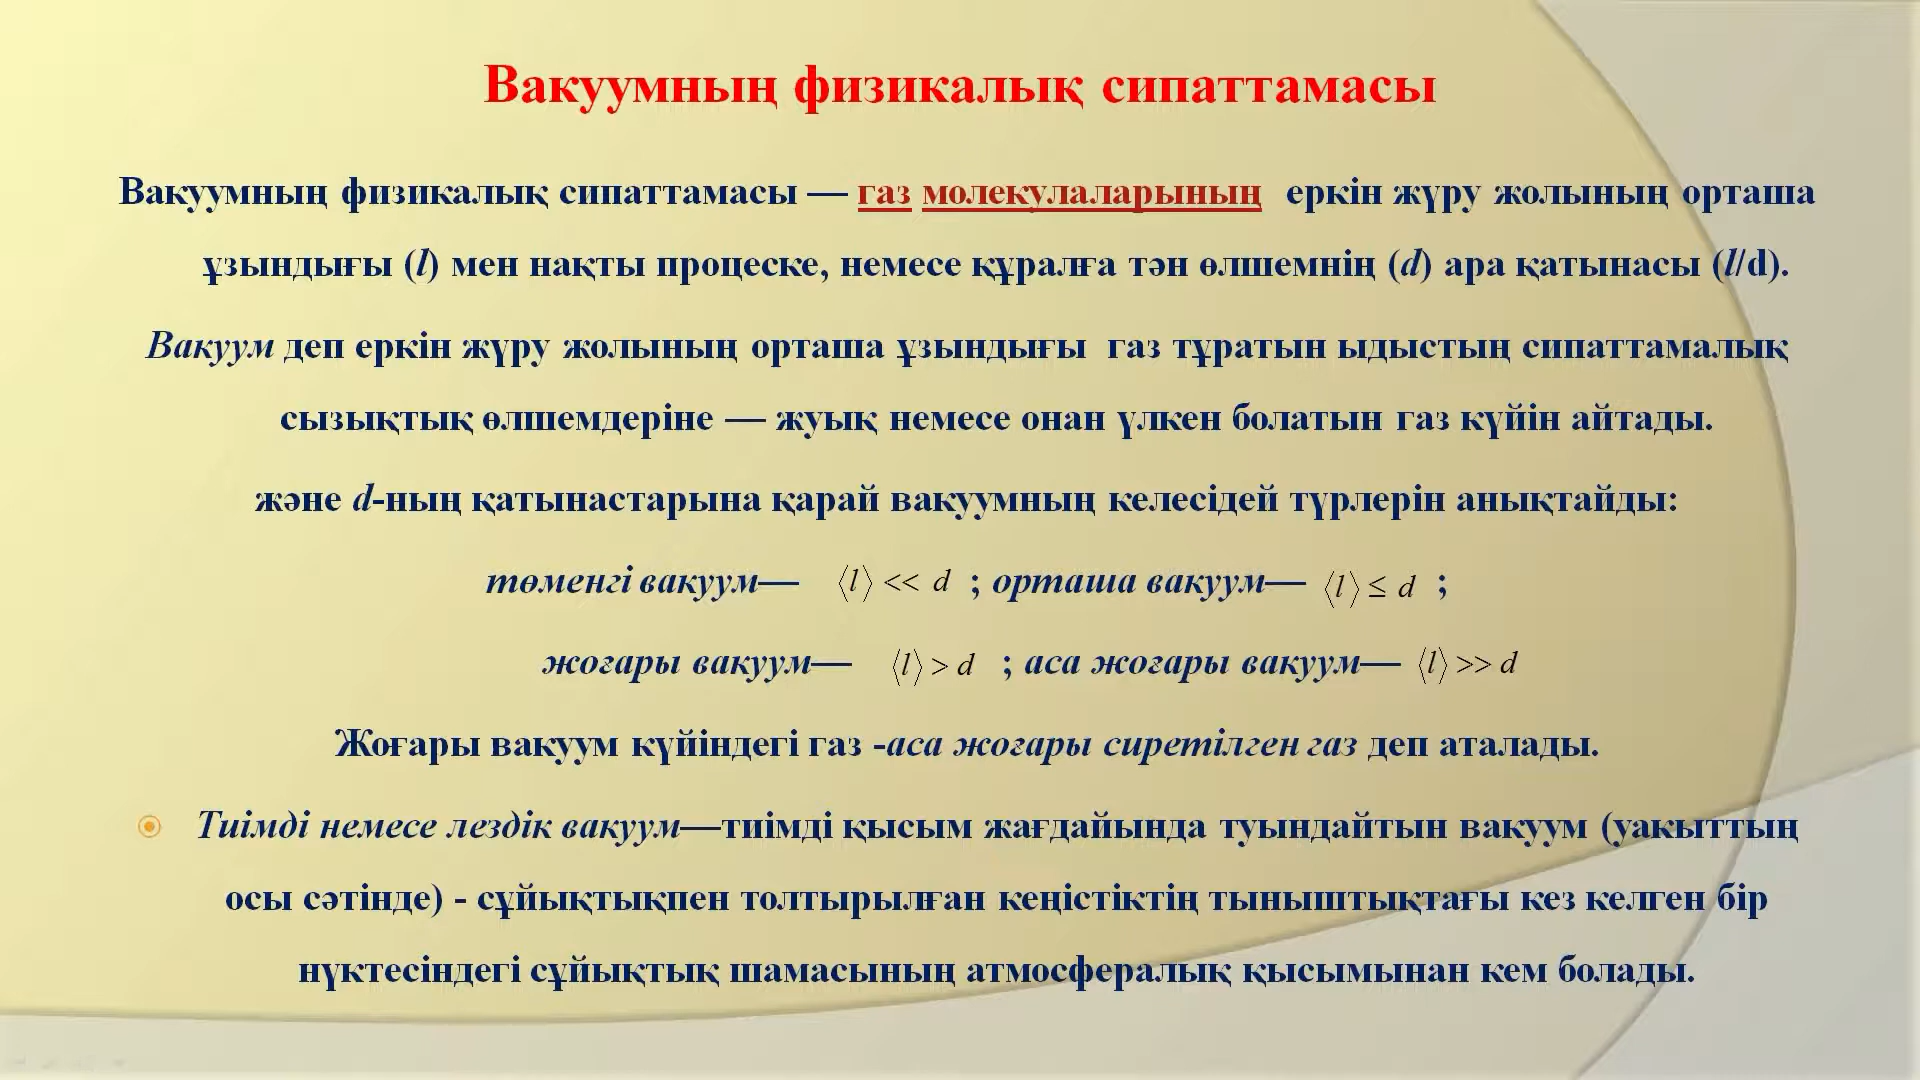 Вакуумның физикалық сипаттамасы
Вакуумның физикалық сипаттамасы — газ молекулаларының еркін жүру жолының орташа
ұзындығы (l) мен нақты процеске, немесе құралға тән өлшемнің (d) ара қатынасы (l/d).
Вакуум деп еркін жүру жолының орташа ұзындығы газ тұратын ыдыстың сипаттамалық
сызықтық өлшемдеріне — жуық немесе онан үлкен болатын газ күйін айтады.
және d-ның қатынастарына қарай вакуумның келесідей түрлерін анықтайды:
төменгі вакуум— ⟨l⟩ << d ; орташа вакуум— ⟨l⟩ ≤ d ;
жоғары вакуум— ⟨l⟩ > d ; аса жоғары вакуум— ⟨l⟩ >> d
Жоғары вакуум күйіндегі газ -аса жоғары сиретілген газ деп аталады.
Тиімді немесе лездік вакуум—тиімді қысым жағдайында туындайтын вакуум (уакыттың
осы сәтінде) - сұйықтықпен толтырылған кеңістіктің тыныштықтағы кез келген бір
нүктесіндегі сұйықтық шамасының атмосфералық қысымынан кем болады.